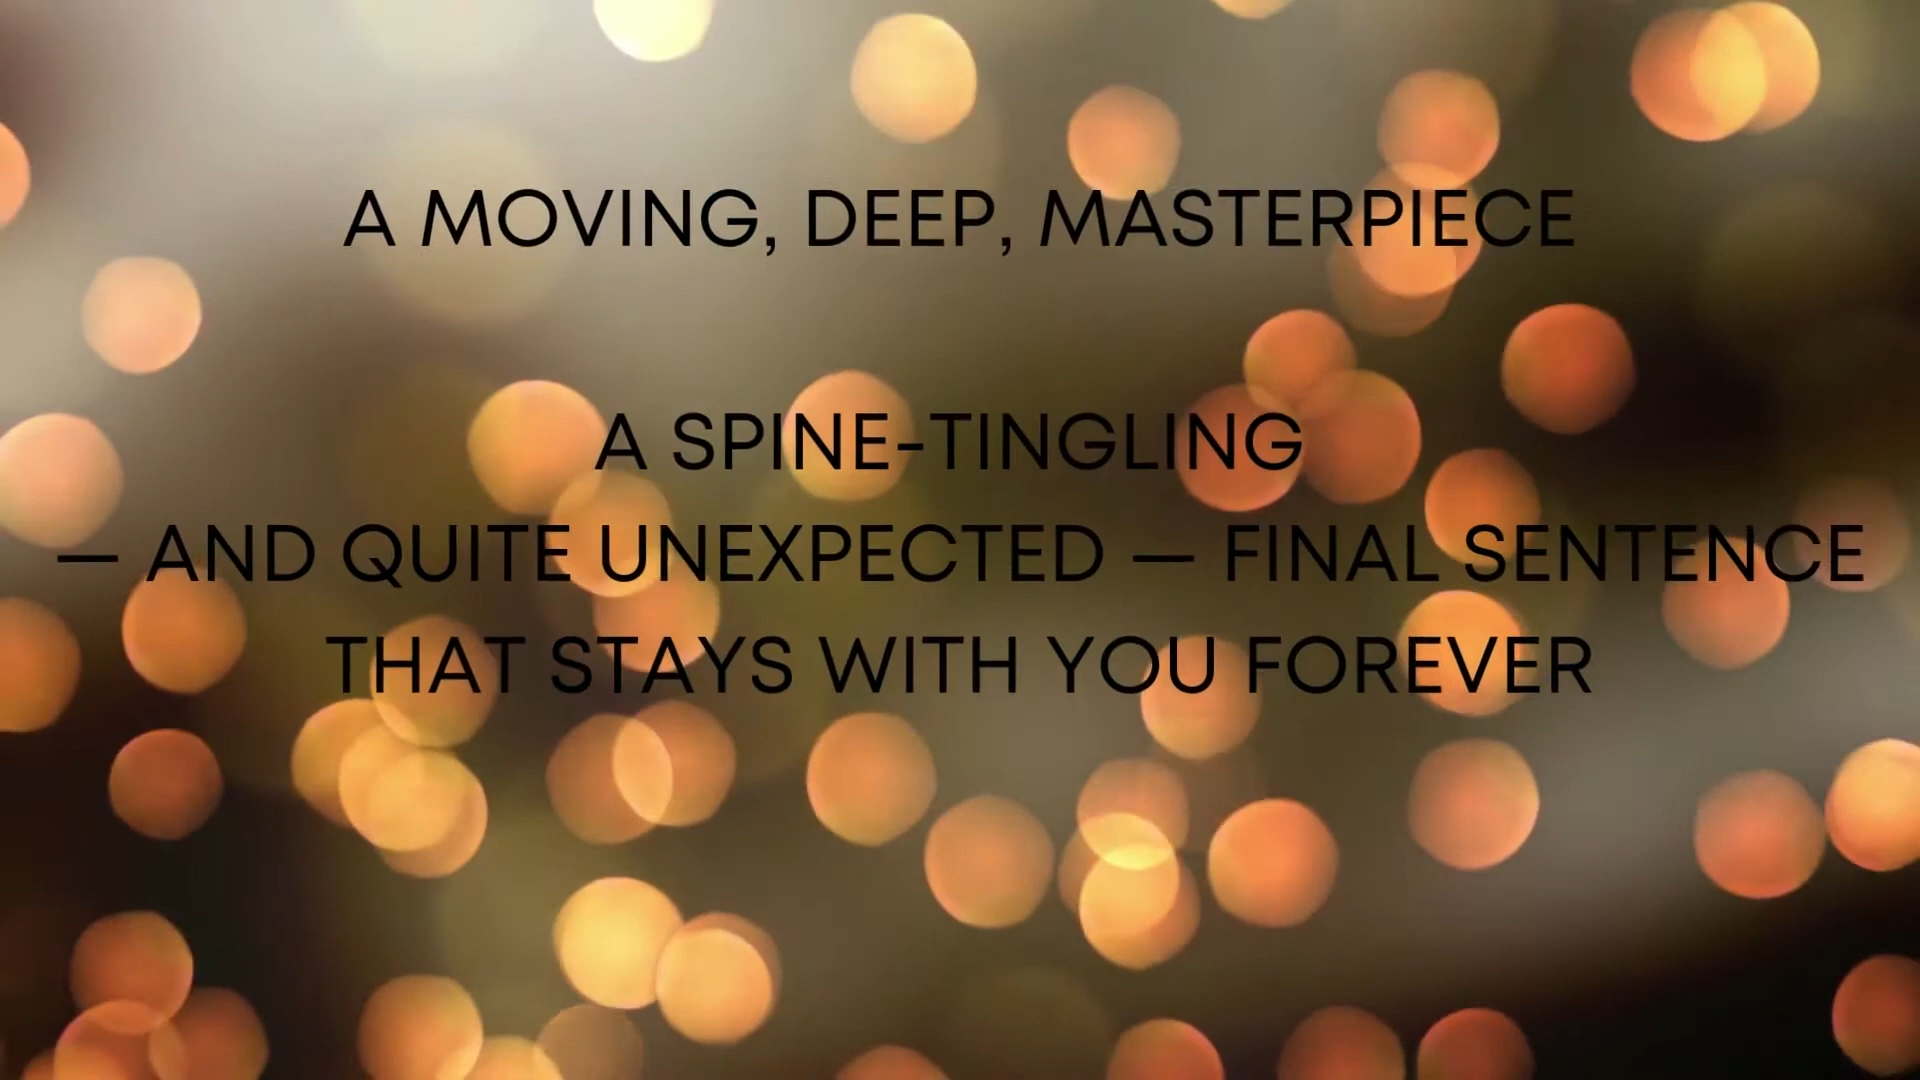 A MOVING, DEEP, MASTERPIECE
A SPINE-TINGLING
— AND QUITE UNEXPECTED — FINAL SENTENCE
THAT STAYS WITH YOU FOREVER